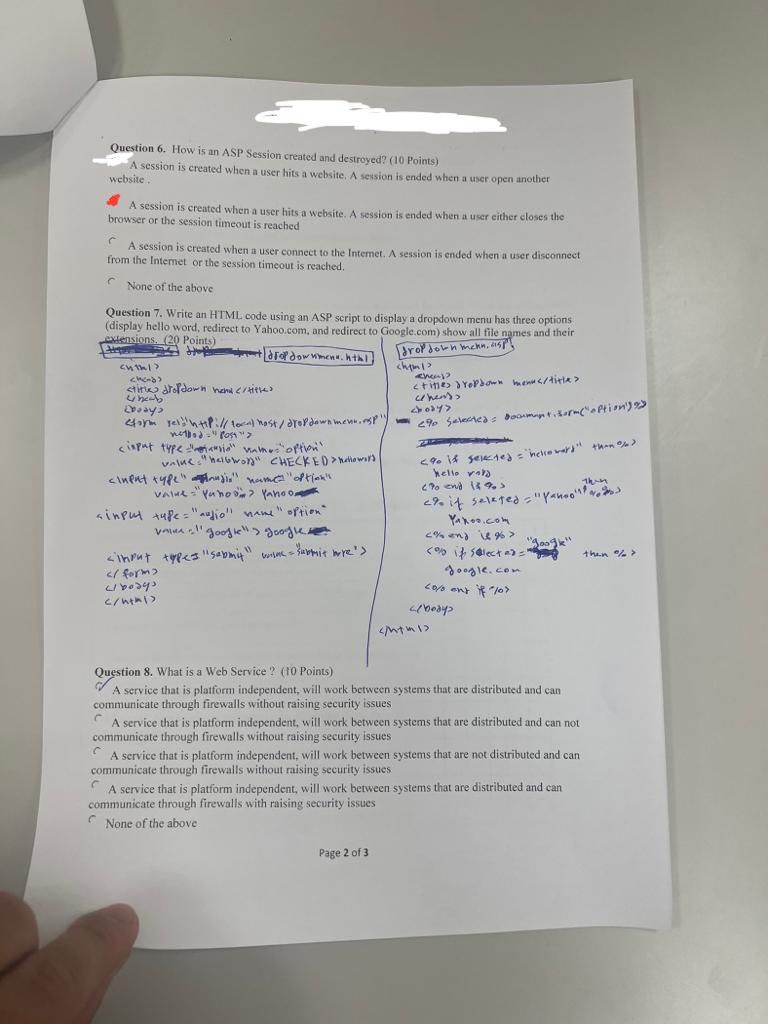 Question 6. How is an ASP Session created and destroyed? (10 Points)
A session is created when a user hits a website. A session is ended when a user open another
website .
A session is created when a user hits a website. A session is ended when a user either closes the
browser or the session timeout is reached
A session is created when a user connect to the Internet. A session is ended when a user disconnect
from the Internet or the session timeout is reached.
None of the above
Question 7. Write an HTML code using an ASP script to display a dropdown menu has three options
(display hello word, redirect to Yahoo.com, and redirect to Google.com) show all file names and their
extensions. (20 Points)
dropdownmenu.html
<html>
<head>
<title> dropdown menu </title>
</head>
<body>
"http://localhost/dropdownmenu.asp"
method="Post">
<input type="audio" name="option"
value="helloword" CHECKED> helloword
<input type="audio" name="option"
value="Yahoo"> Yahoo
<input type="audio" name="option"
value="google"> google
<input type="submit" value="submit here">
</form>
</body>
</html>
dropdownmenu.asp
<html>
<head>
<title> dropdown menu </title>
</head>
<body>
<% selected = Document.form("option")%>
<% if selected = "helloword" then %>
hello word
<% end if %>
<% if selected = "Yahoo" then %>
Yahoo.com
<% end if %>
<% if selected = "google" then %>
google.com
<% end if %>
</body>
</html>
Question 8. What is a Web Service ? (10 Points)
A service that is platform independent, will work between systems that are distributed and can
communicate through firewalls without raising security issues
A service that is platform independent, will work between systems that are distributed and can not
communicate through firewalls without raising security issues
A service that is platform independent, will work between systems that are not distributed and can
communicate through firewalls without raising security issues
A service that is platform independent, will work between systems that are distributed and can
communicate through firewalls with raising security issues
None of the above
Page 2 of 3